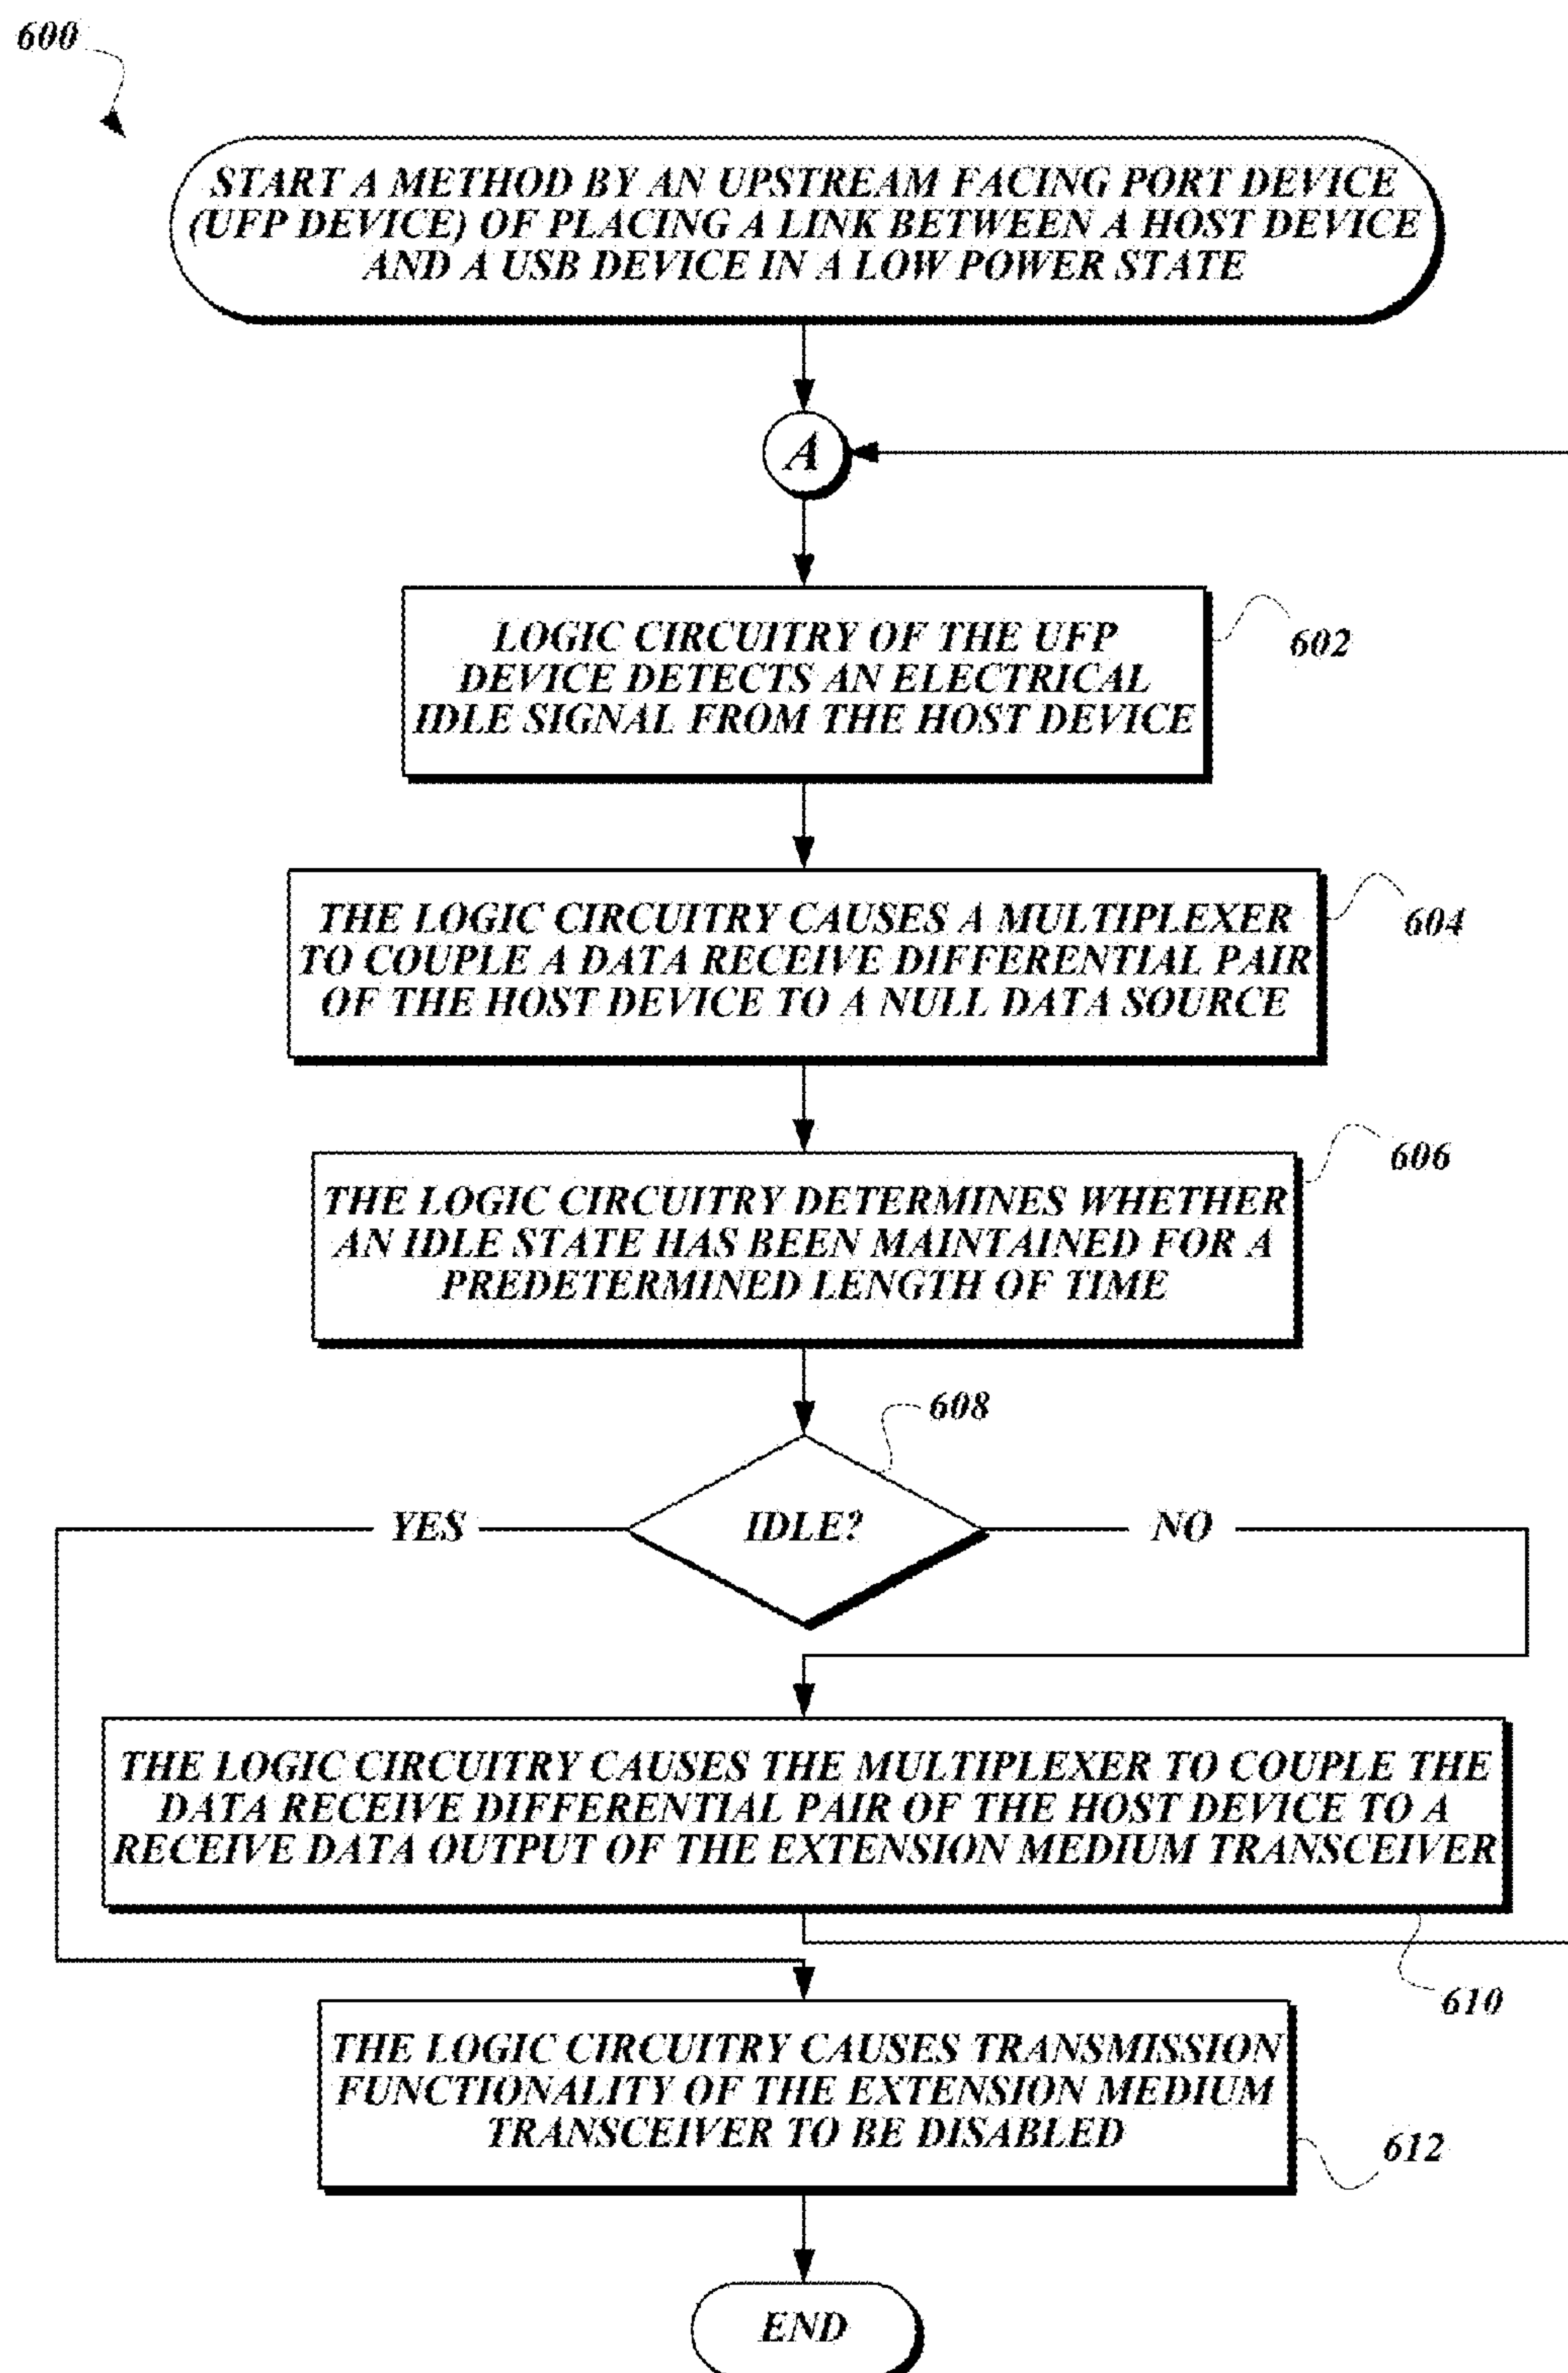 600
START A METHOD BY AN UPSTREAM FACING PORT DEVICE
(UFP DEVICE) OF PLACING A LINK BETWEEN A HOST DEVICE
AND A USB DEVICE IN A LOW POWER STATE
A
LOGIC CIRCUITRY OF THE UFP
DEVICE DETECTS AN ELECTRICAL
IDLE SIGNAL FROM THE HOST DEVICE
602
THE LOGIC CIRCUITRY CAUSES A MULTIPLEXER
TO COUPLE A DATA RECEIVE DIFFERENTIAL PAIR
OF THE HOST DEVICE TO A NULL DATA SOURCE
604
THE LOGIC CIRCUITRY DETERMINES WHETHER
AN IDLE STATE HAS BEEN MAINTAINED FOR A
PREDETERMINED LENGTH OF TIME
606
608
YES
IDLE?
NO
THE LOGIC CIRCUITRY CAUSES THE MULTIPLEXER TO COUPLE THE
DATA RECEIVE DIFFERENTIAL PAIR OF THE HOST DEVICE TO A
RECEIVE DATA OUTPUT OF THE EXTENSION MEDIUM TRANSCEIVER
610
THE LOGIC CIRCUITRY CAUSES TRANSMISSION
FUNCTIONALITY OF THE EXTENSION MEDIUM
TRANSCEIVER TO BE DISABLED
612
END